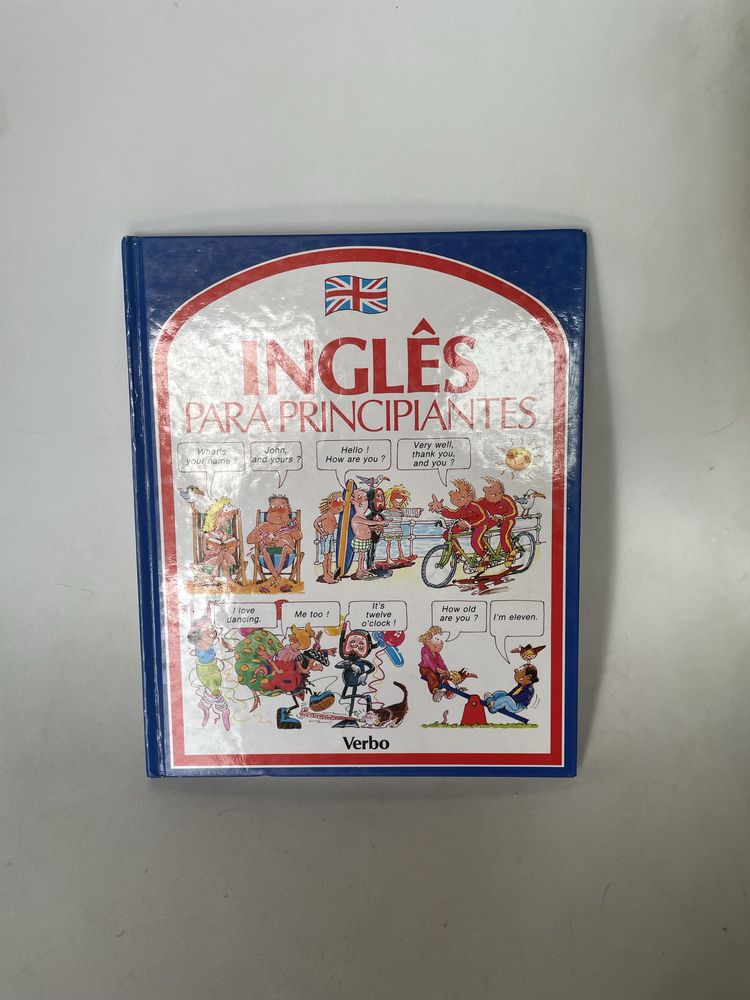 INGLÊS
PARA PRINCIPIANTES
What's
your name ?
John,
and yours ?
Hello !
How are you ?
Very well,
thank you,
and you ?
I love
dancing.
Me too !
It's
twelve
o'clock !
How old
are you ?
I'm eleven.
Verbo